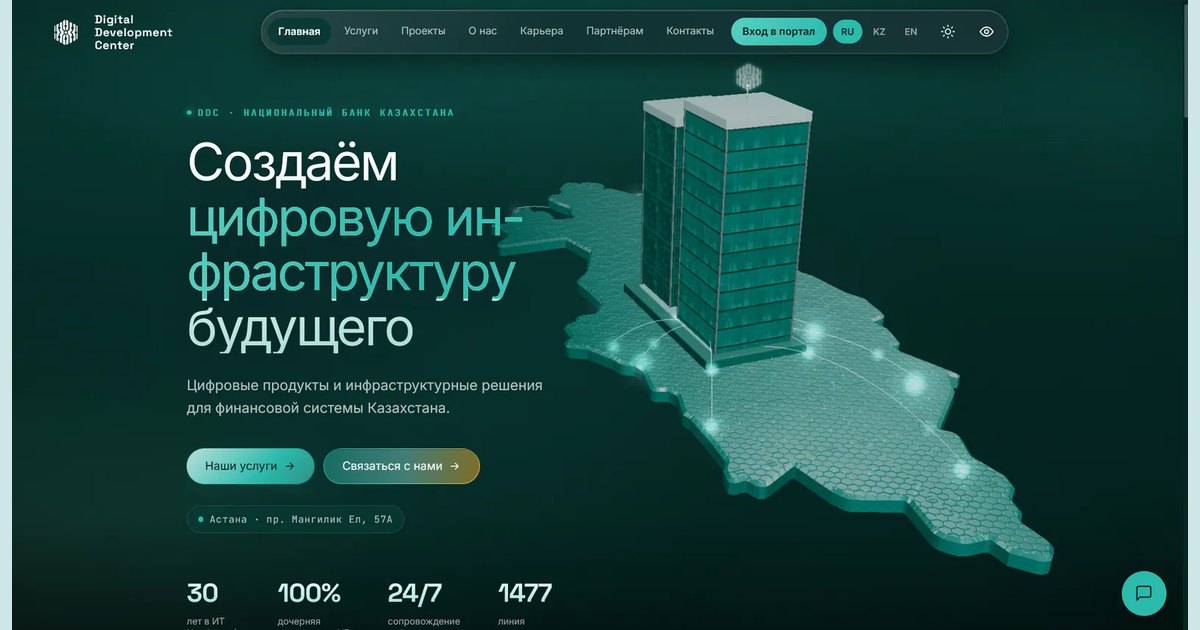 Digital
Development
Center
Главная Услуги Проекты О нас Карьера Партнёрам Контакты Вход в портал RU KZ EN
DDC · НАЦИОНАЛЬНЫЙ БАНК КАЗАХСТАНА
Создаём
цифровую ин-
фраструктуру
будущего
Цифровые продукты и инфраструктурные решения
для финансовой системы Казахстана.
Наши услуги → Связаться с нами →
Астана · пр. Мангилик Ел, 57А
30 100% 24/7 1477
лет в ИТ дочерняя сопровождение линия